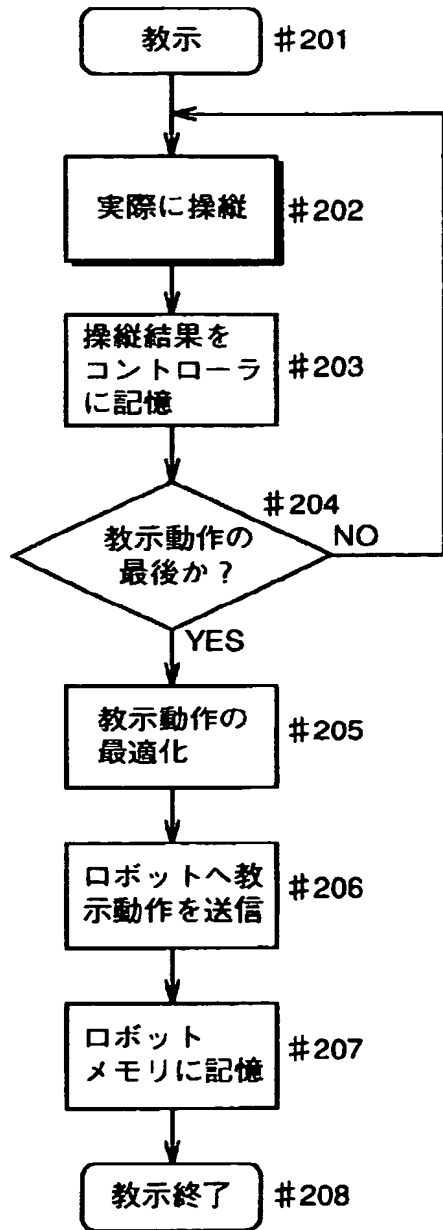 教示 #201
実際に操縦 #202
操縦結果を
コントローラ #203
に記憶
#204
教示動作の
最後か？
NO
YES
教示動作の
最適化
#205
ロボットへ教
示動作を送信
#206
ロボット
メモリに記憶
#207
教示終了 #208